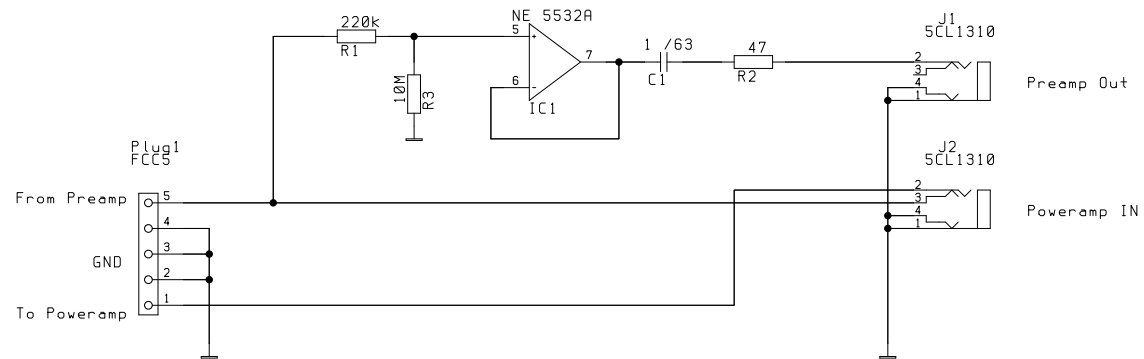 NE 5532A
220k
R1
5
+
10M
R3
6
-
7
IC1
1 /63
C1
47
R2
J1
5CL1310
2
3
4
1
Preamp Out
Plug1
FCC5
From Preamp
5
4
3
GND
2
1
To Poweramp
J2
5CL1310
2
3
4
1
Poweramp IN